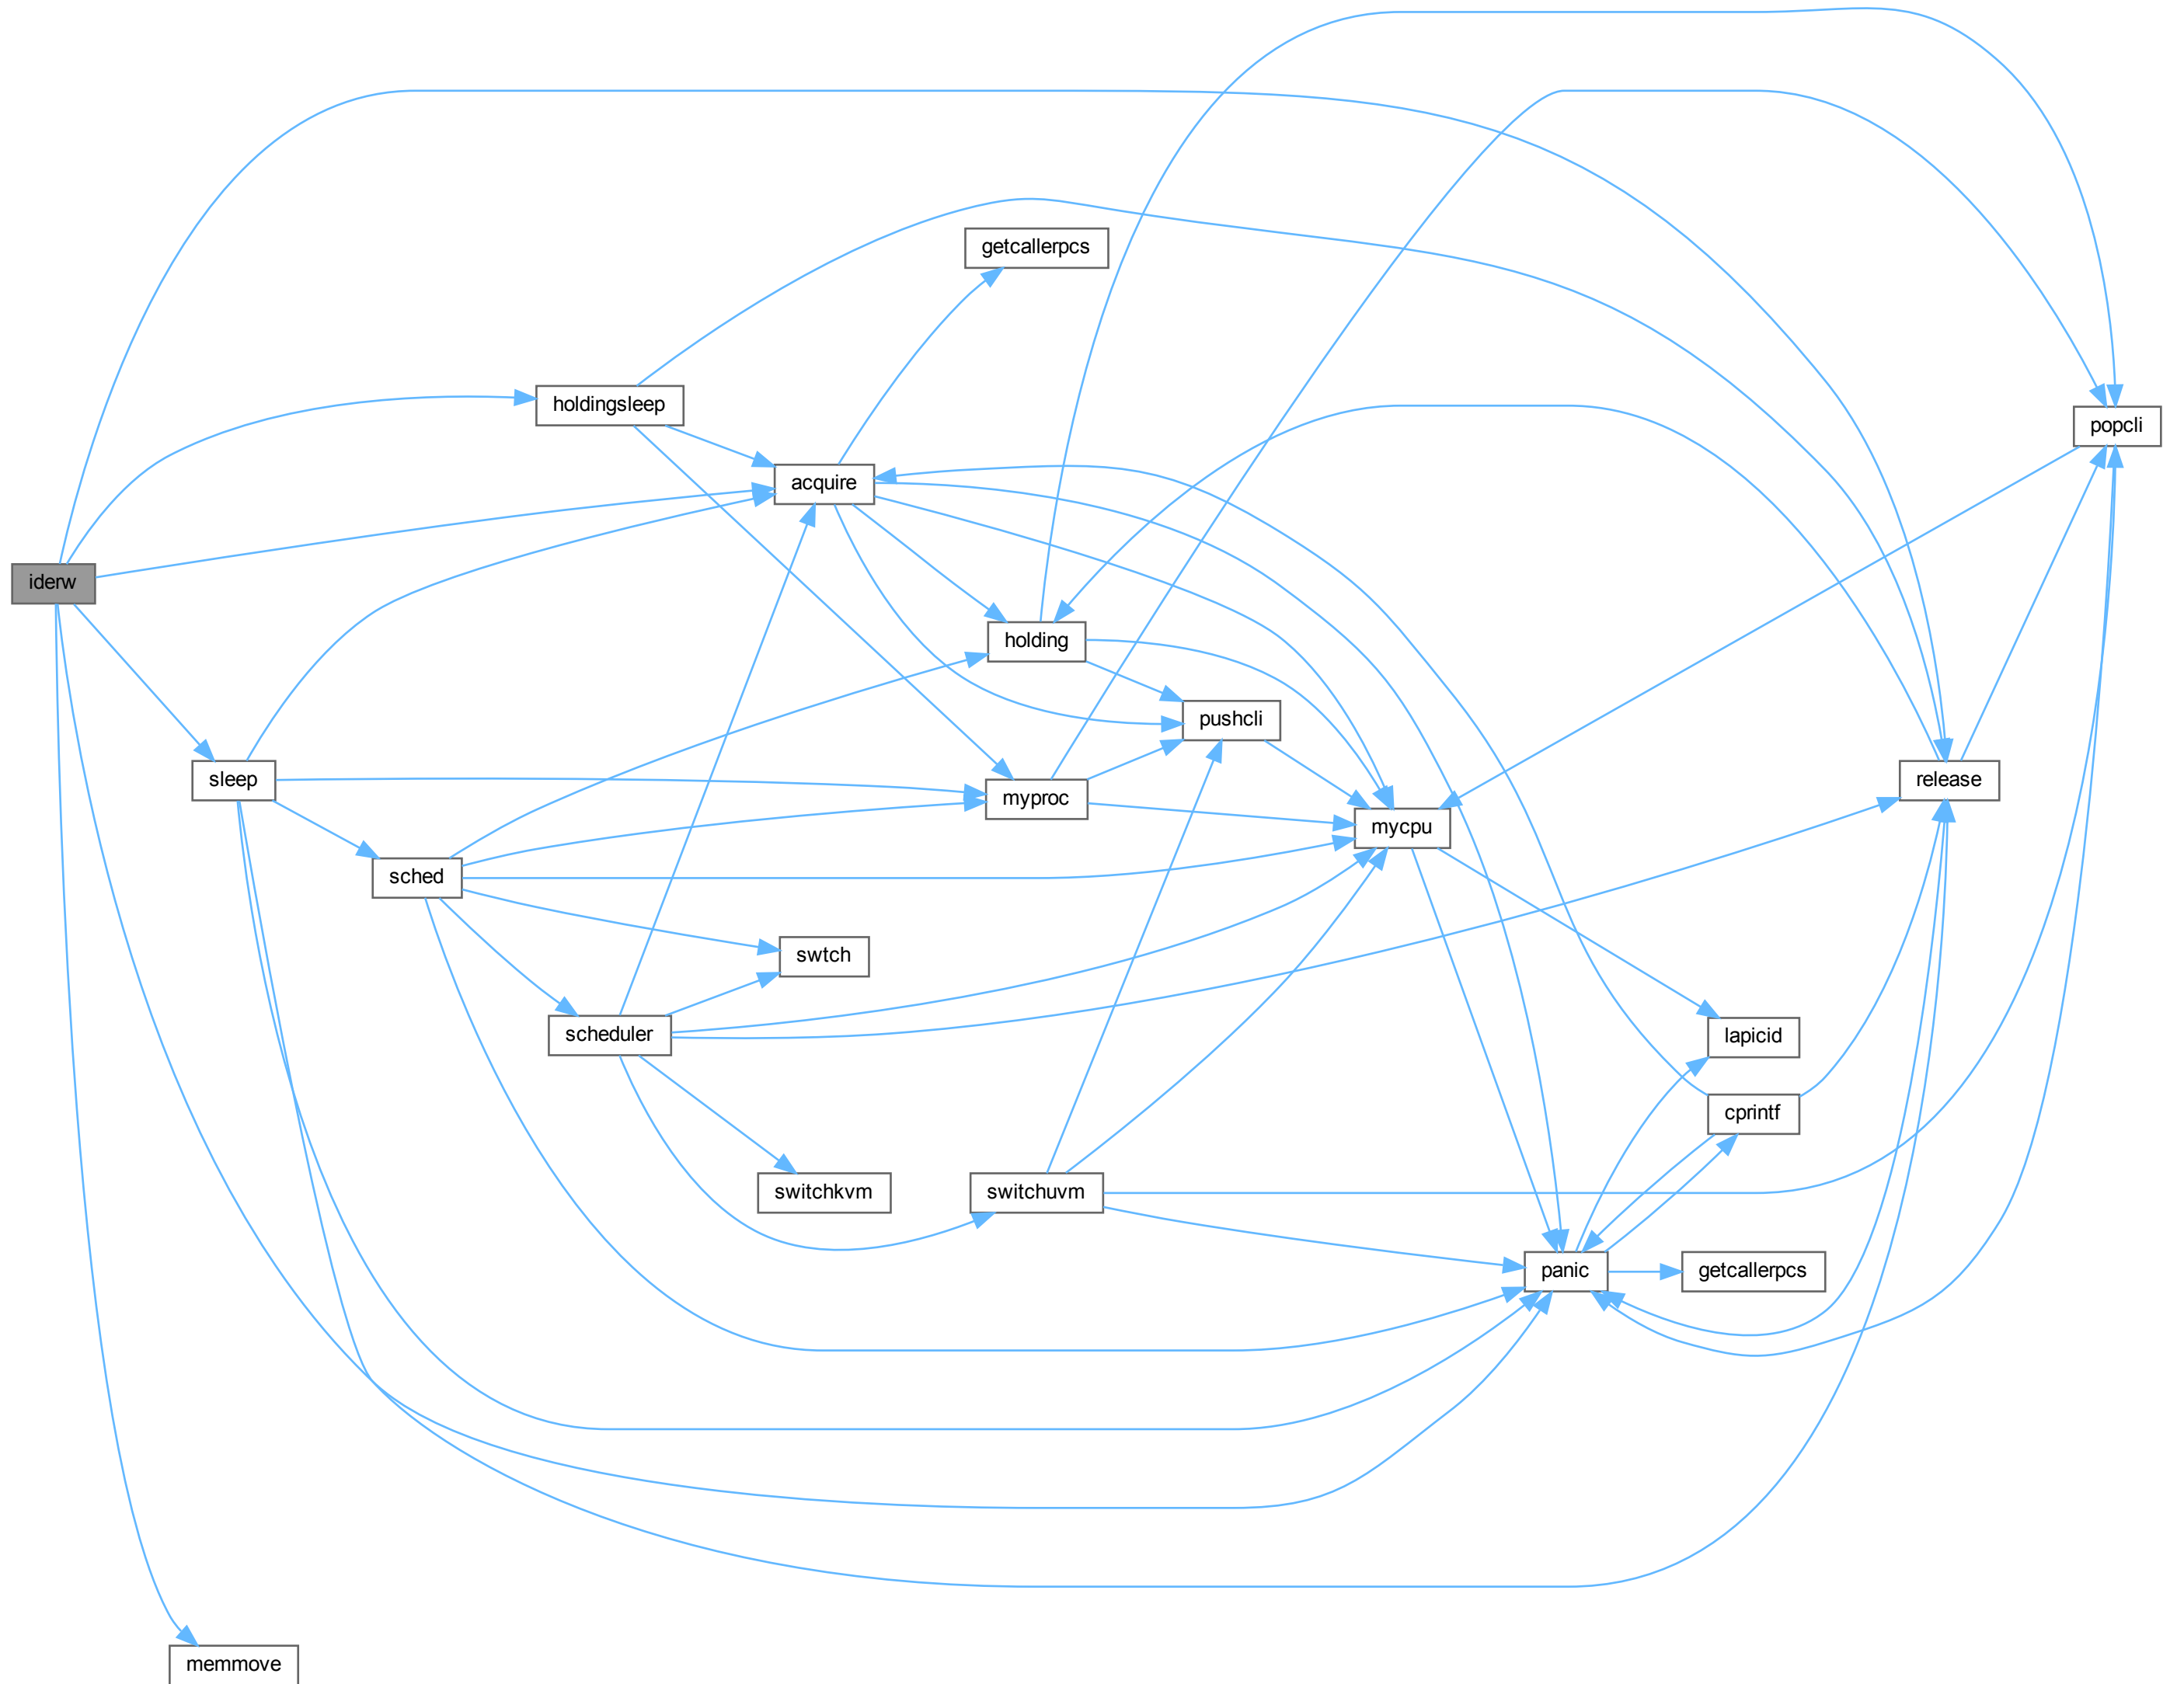 getcallerpcs
holdingsleep
popcli
acquire
iderw
holding
pushcli
sleep
myproc
release
mycpu
sched
swtch
scheduler
lapicid
cprintf
switchkvm
switchuvm
panic
getcallerpcs
memmove